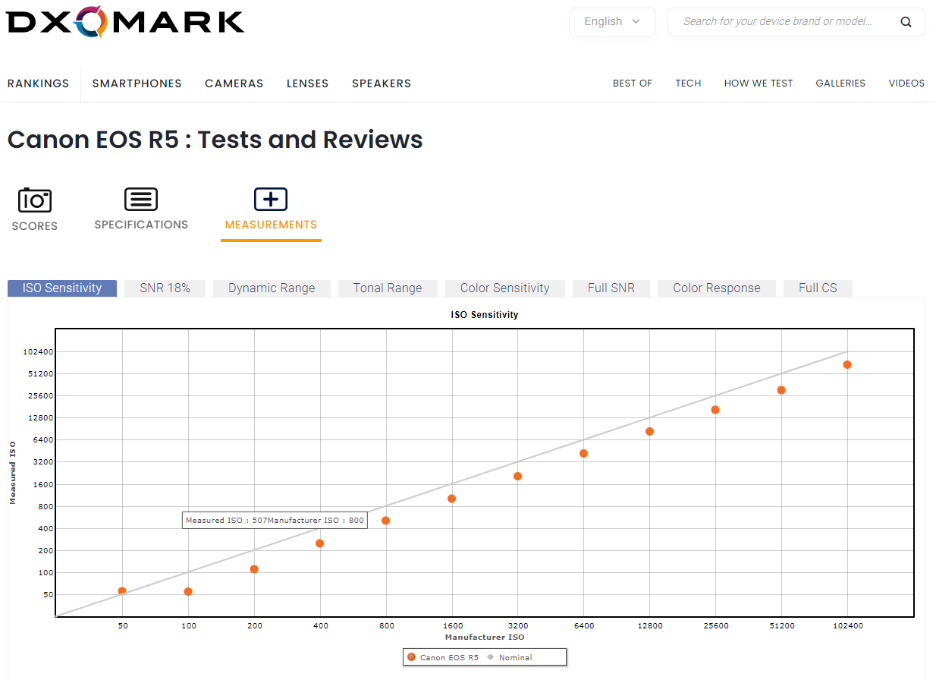 DXOMARK
English
Search for your device brand or model...
RANKINGS SMARTPHONES CAMERAS LENSES SPEAKERS BEST OF TECH HOW WE TEST GALLERIES VIDEOS
Canon EOS R5 : Tests and Reviews
SCORES SPECIFICATIONS MEASUREMENTS
ISO Sensitivity SNR 18% Dynamic Range Tonal Range Color Sensitivity Full SNR Color Response Full CS
ISO Sensitivity
Measured ISO
102400
51200
25600
12800
6400
3200
1600
800
400
200
100
50
Measured ISO : 507Manufacturer ISO : 800
50 100 200 400 800 1600 3200 6400 12800 25600 51200 102400
Manufacturer ISO
Canon EOS R5 Nominal